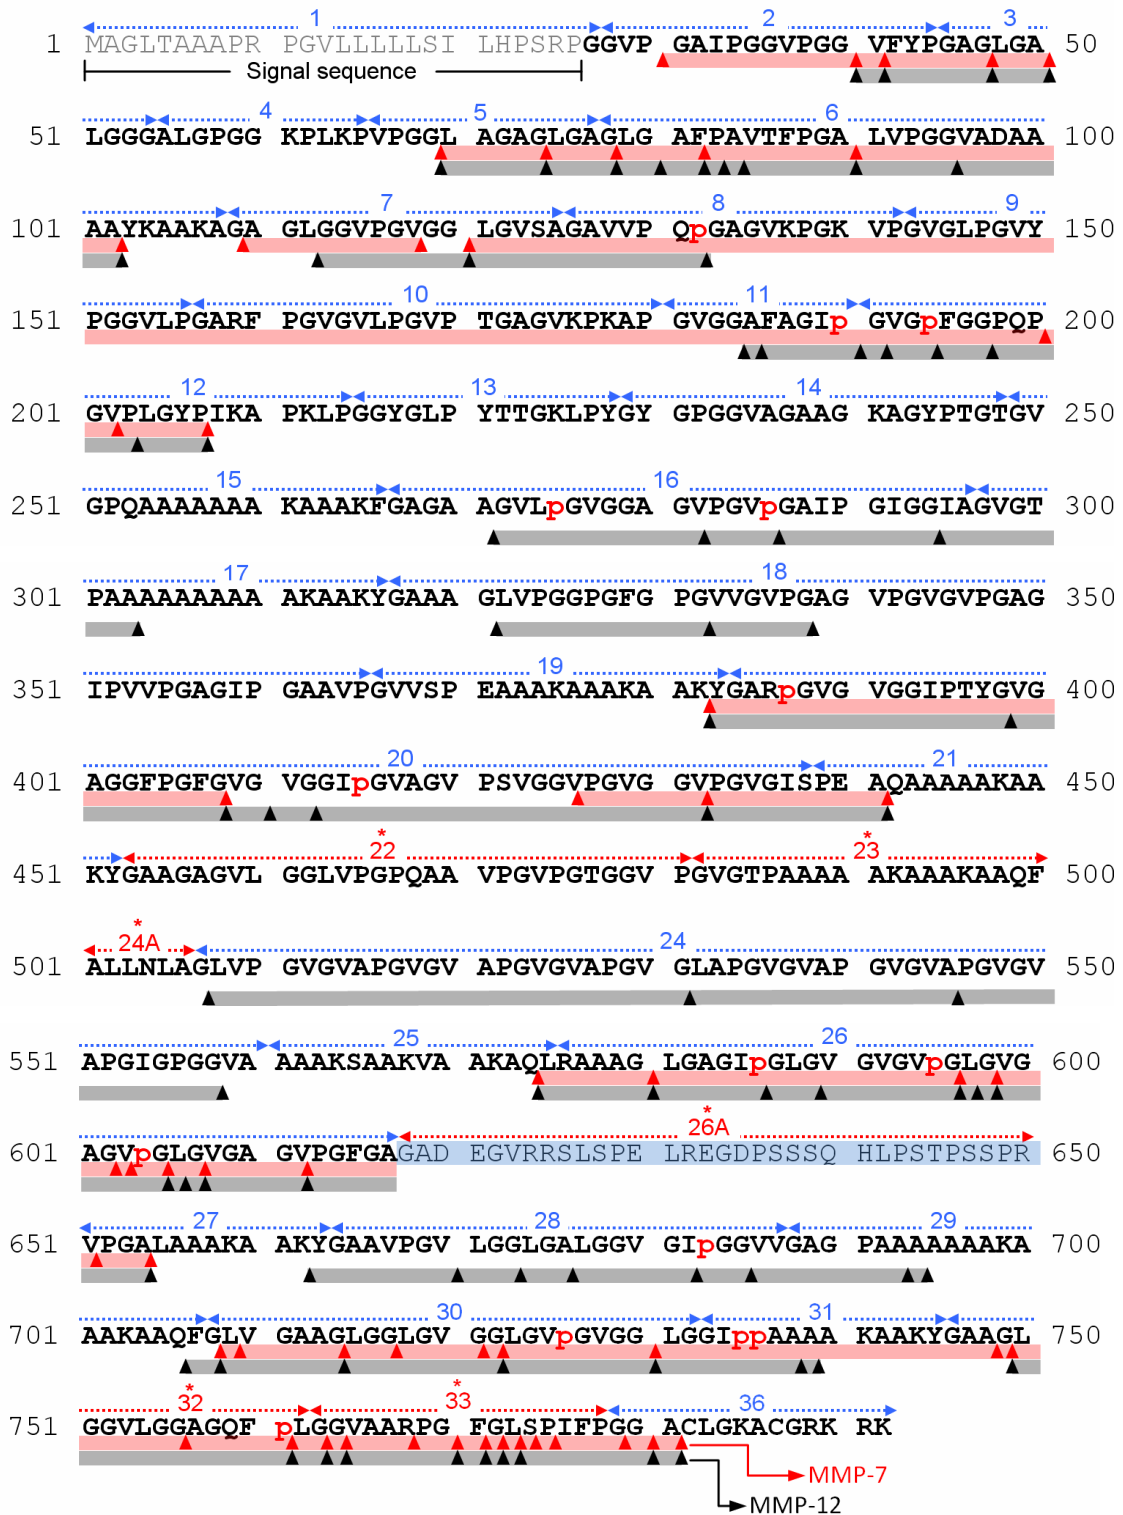 1 2 3
1 MAGLTAAAPR PGVLLLLLSI LHPSRPGGVP GAIPGGVPGG VFYPGAGLGA 50
Signal sequence
4 5 6
51 LGGGALGPGG KPLKPVPGGL AGAGLGAGLG AFPAVTFPGA LVPGGVADAA 100
7 8 9
101 AAYKAAKAGA GLGGVPGVGG LGVSAGAVVP QpGAGVKPGK VPGVGLPGVY 150
10 11
151 PGGVLPGARF PGVGVLPGVP TGAGVKPKAP GVGGAFAGIp GVGpFGGPQP 200
12 13 14
201 GVPLGYPIKA PKLPGGYGLP YTTGKLPYGY GPGGVAGAAG KAGYPTGTGV 250
15 16
251 GPQAAAAAAA KAAAKFGAGA AGVLpGVGGA GVPGVpGAIP GIGGIAGVGT 300
17 18
301 PAAAAAAAAA AKAAKYGAAA GLVPGGPGFG PGVVGVPGAG VPGVGVPGAG 350
19
351 IPVVPGAGIP GAAVPGVVSP EAAAKAAAKA AKYGARpGVG VGGIPTYGVG 400
20 21
401 AGGFPGFGVG VGGIpGVAGV PSVGGVPGVG GVPGVGISPE AQAAAAAKAA 450
* *
22 23
451 KYGAAGAGVL GGLVPGPQAA VPGVPGTGGV PGVGTPAAAA AKAAAKAAQF 500
*
24A 24
501 ALLNLAGLVP GVGVAPGVGV APGVGVAPGV GLAPGVGVAP GVGVAPGVGV 550
25 26
551 APGIGPGGVA AAAKSAAKVA AKAQLRAAAG LGAGIpGLGV GVGVpGLGVG 600
*
26A
601 AGVpGLGVGA GVPGFGAGAD EGVRRSLSPE LREGDPSSSQ HLPSTPSSPR 650
27 28 29
651 VPGALAAAKA AKYGAAVPGV LGGLGALGGV GIpGGVVGAG PAAAAAAAKA 700
30 31
701 AAKAAQFGLV GAAGLGGLGV GGLGVpGVGG LGGIppAAAA KAAKYGAAGL 750
* *
32 33 36
751 GGVLGGAGQF pLGGVAARPG FGLSPIFPGG ACLGKACGRK RK
MMP-7
MMP-12